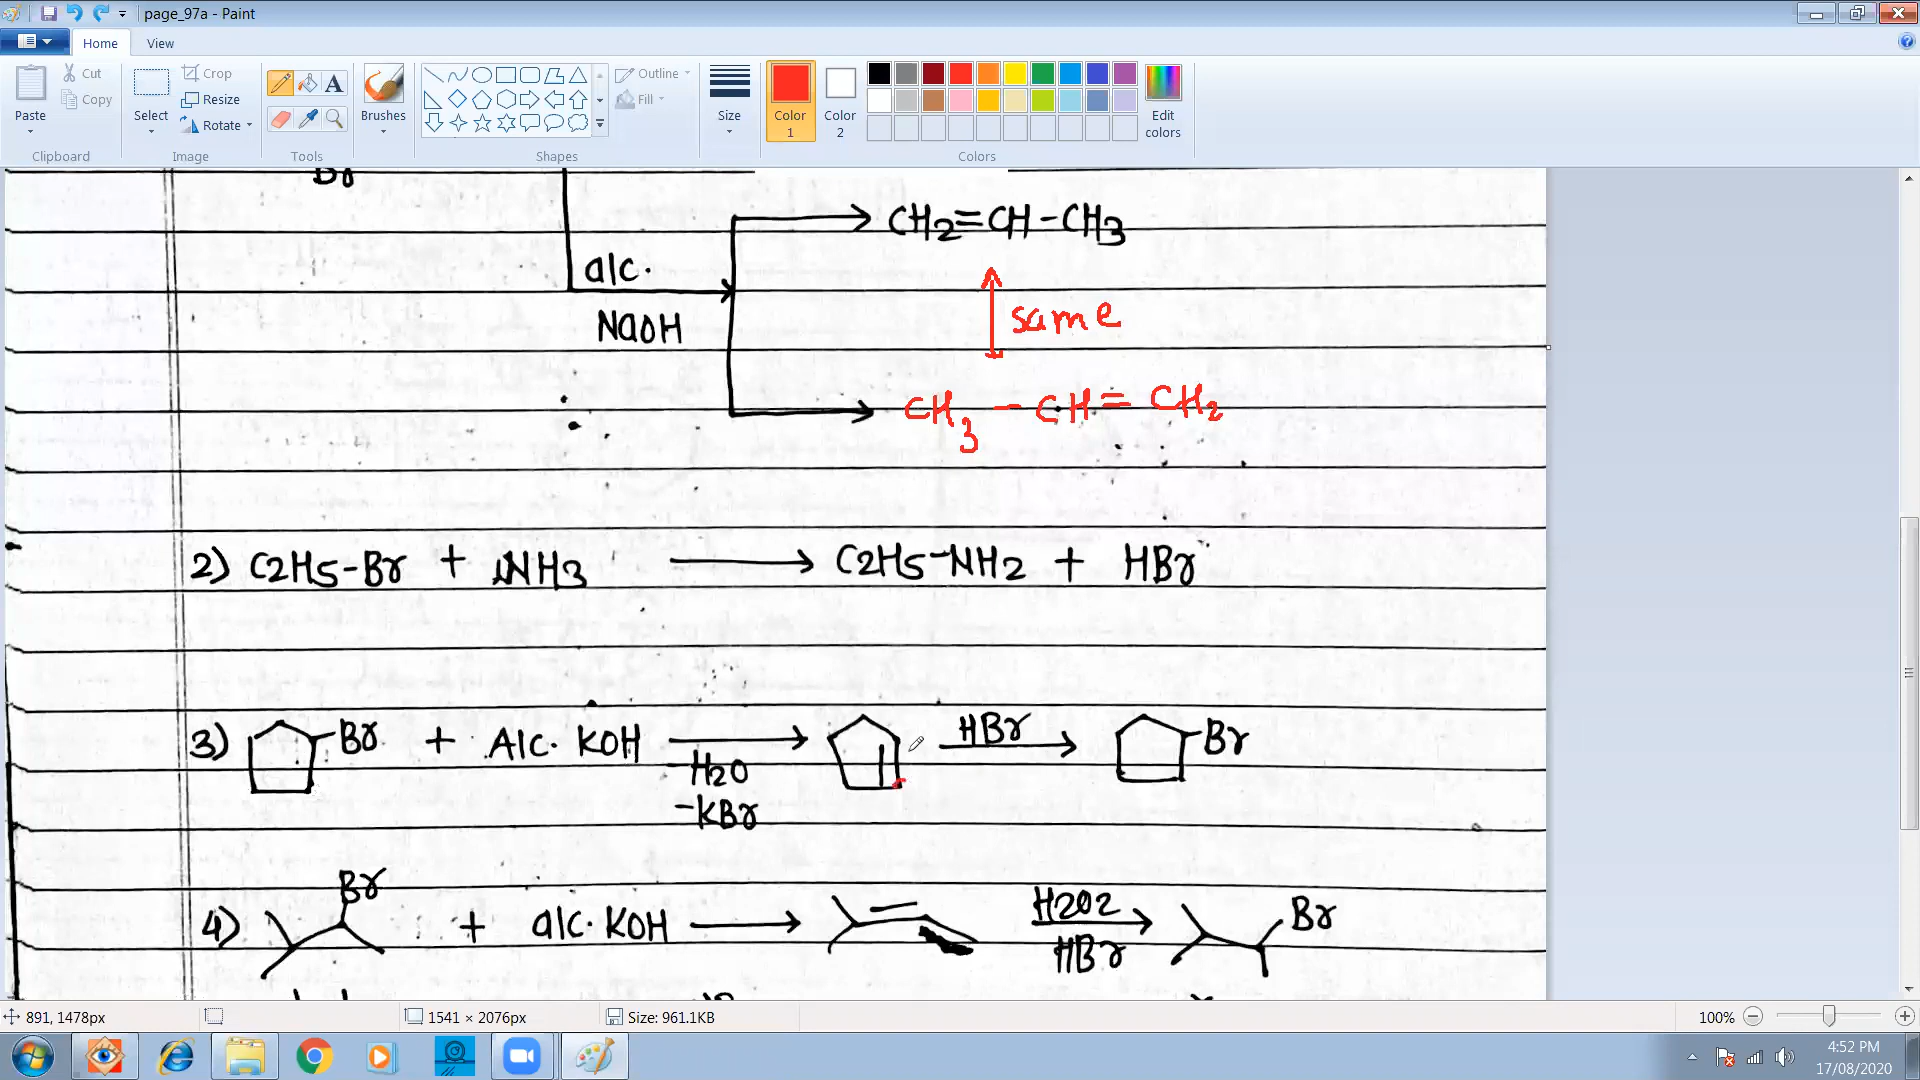 page_97a - Paint
Home View
Paste
Cut
Copy
Clipboard
Select
Crop
Resize
Rotate
Image
A
Tools
Brushes
Shapes
Outline
Fill
Size
Color 1
Color 2
Edit colors
Colors
Br
CH2=CH-CH3
alc.
NaOH
same
CH3 - CH = CH2
2) C2H5-Br + NH3 → C2H5-NH2 + HBr
3) Br + Alc. KOH → HBr → Br
-H2O
-KBr
Br
4) + alc. KOH → H2O2 → Br
HBr
891, 1478px
1541 × 2076px
Size: 961.1KB
100%
4:52 PM
17/08/2020